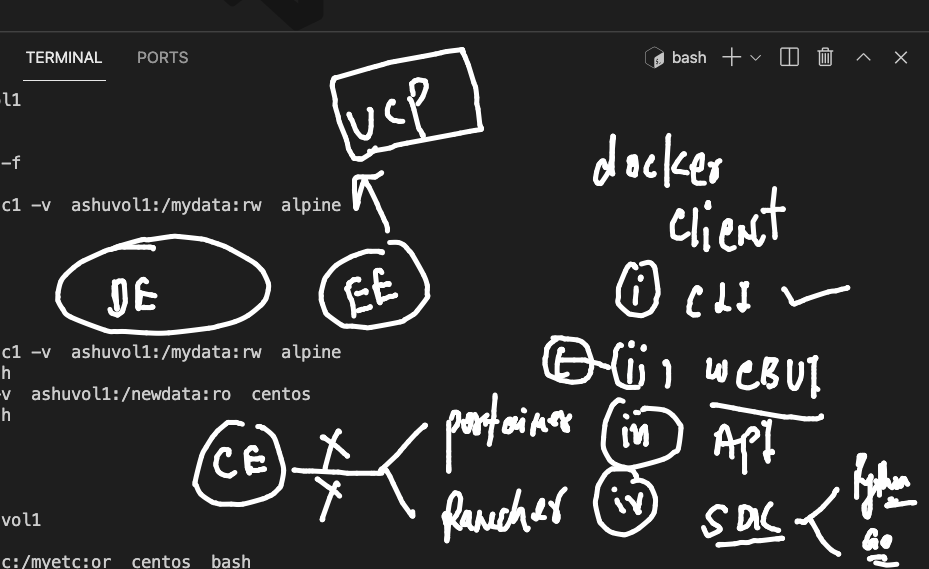 TERMINAL PORTS bash
l1
UCP
-f
docker
c1 -v ashuvol1:/mydata:rw alpine
client
DE EE
i CLI
c1 -v ashuvol1:/mydata:rw alpine
h
ii) WEBUI
v ashuvol1:/newdata:ro centos
h
portainer iii API
CE
Python
Rancher iv SDK
vol1
Go
c:/myetc:or centos bash